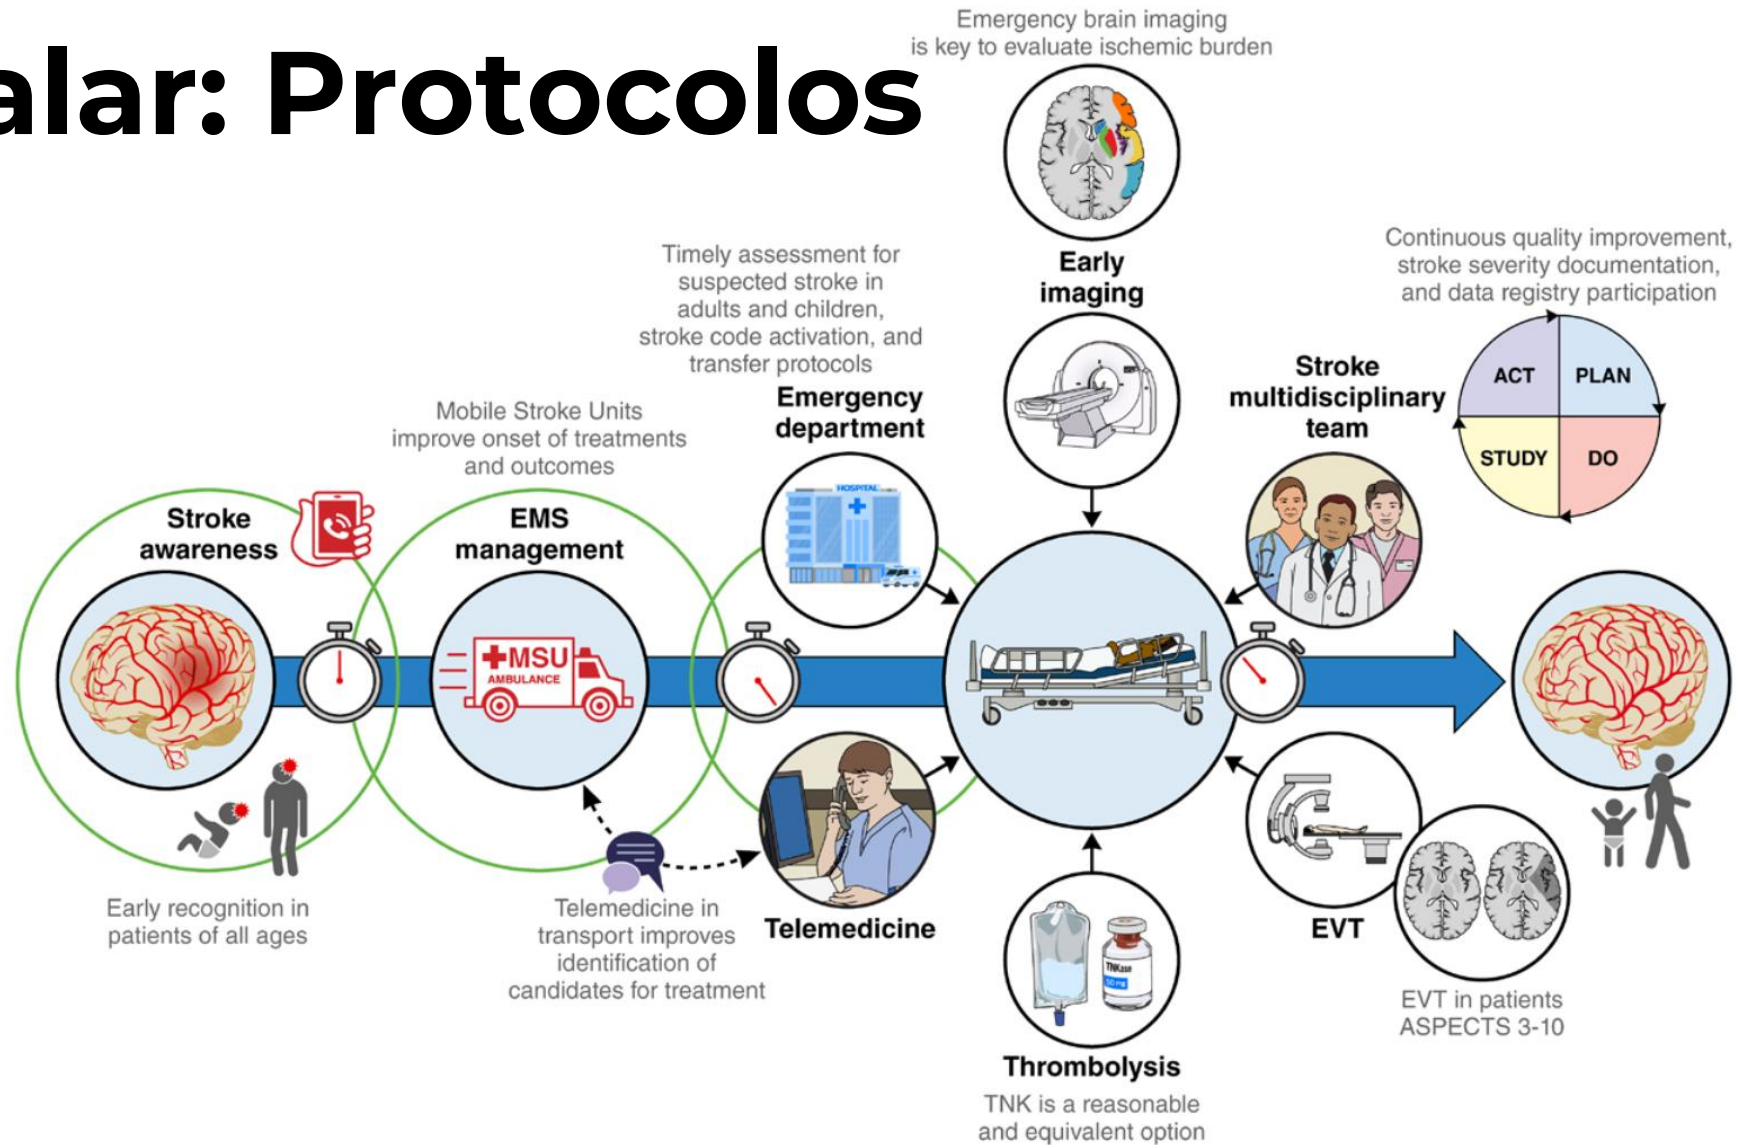 alar: Protocolos
Emergency brain imaging
is key to evaluate ischemic burden
Early
imaging
Timely assessment for
suspected stroke in
adults and children,
stroke code activation, and
transfer protocols
Emergency
department
HOSPITAL
Continuous quality improvement,
stroke severity documentation,
and data registry participation
ACT
PLAN
STUDY
DO
Stroke
multidisciplinary
team
Mobile Stroke Units
improve onset of treatments
and outcomes
EMS
management
MSU
AMBULANCE
Stroke
awareness
Early recognition in
patients of all ages
Telemedicine in
transport improves
identification of
candidates for treatment
Telemedicine
TNKase
50 mg
Thrombolysis
TNK is a reasonable
and equivalent option
EVT
EVT in patients
ASPECTS 3-10